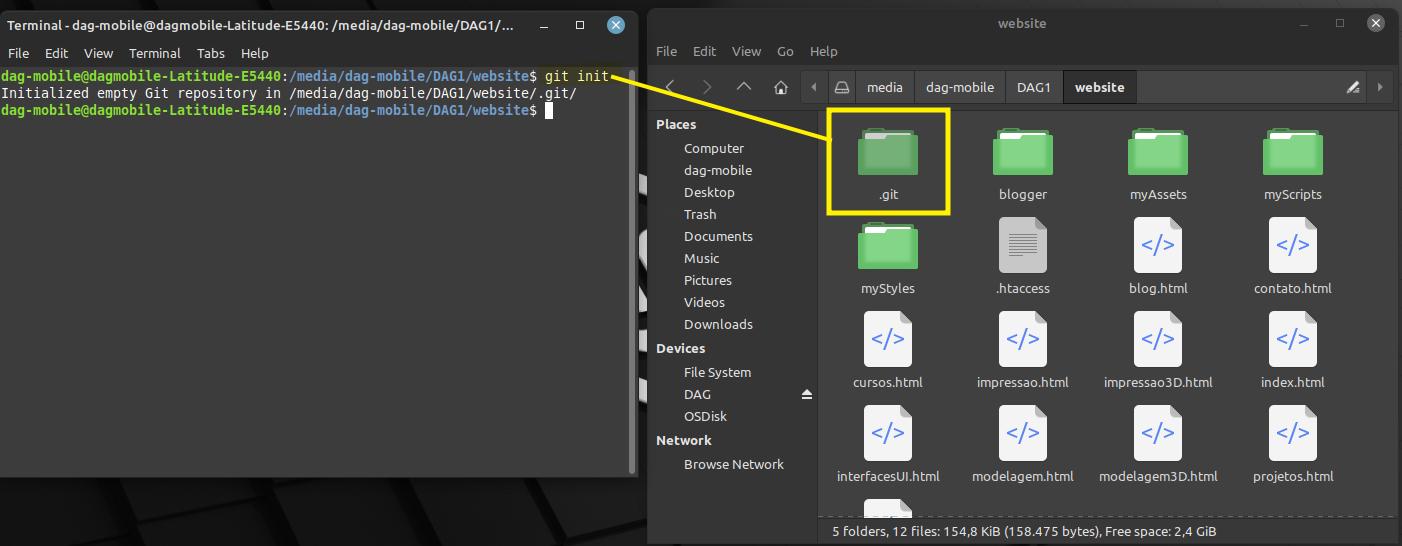 Terminal - dag-mobile@dagmobile-Latitude-E5440: /media/dag-mobile/DAG1/...
File Edit View Terminal Tabs Help
dag-mobile@dagmobile-Latitude-E5440:/media/dag-mobile/DAG1/website$ git init
Initialized empty Git repository in /media/dag-mobile/DAG1/website/.git/
dag-mobile@dagmobile-Latitude-E5440:/media/dag-mobile/DAG1/website$
website
File Edit View Go Help
media dag-mobile DAG1 website
Places
Computer
dag-mobile
Desktop
Trash
Documents
Music
Pictures
Videos
Downloads
Devices
File System
DAG
OSDisk
Network
Browse Network
.git blogger myAssets myScripts
myStyles .htaccess blog.html contato.html
cursos.html impressao.html impressao3D.html index.html
interfacesUI.html modelagem.html modelagem3D.html projetos.html
5 folders, 12 files: 154,8 KiB (158.475 bytes), Free space: 2,4 GiB